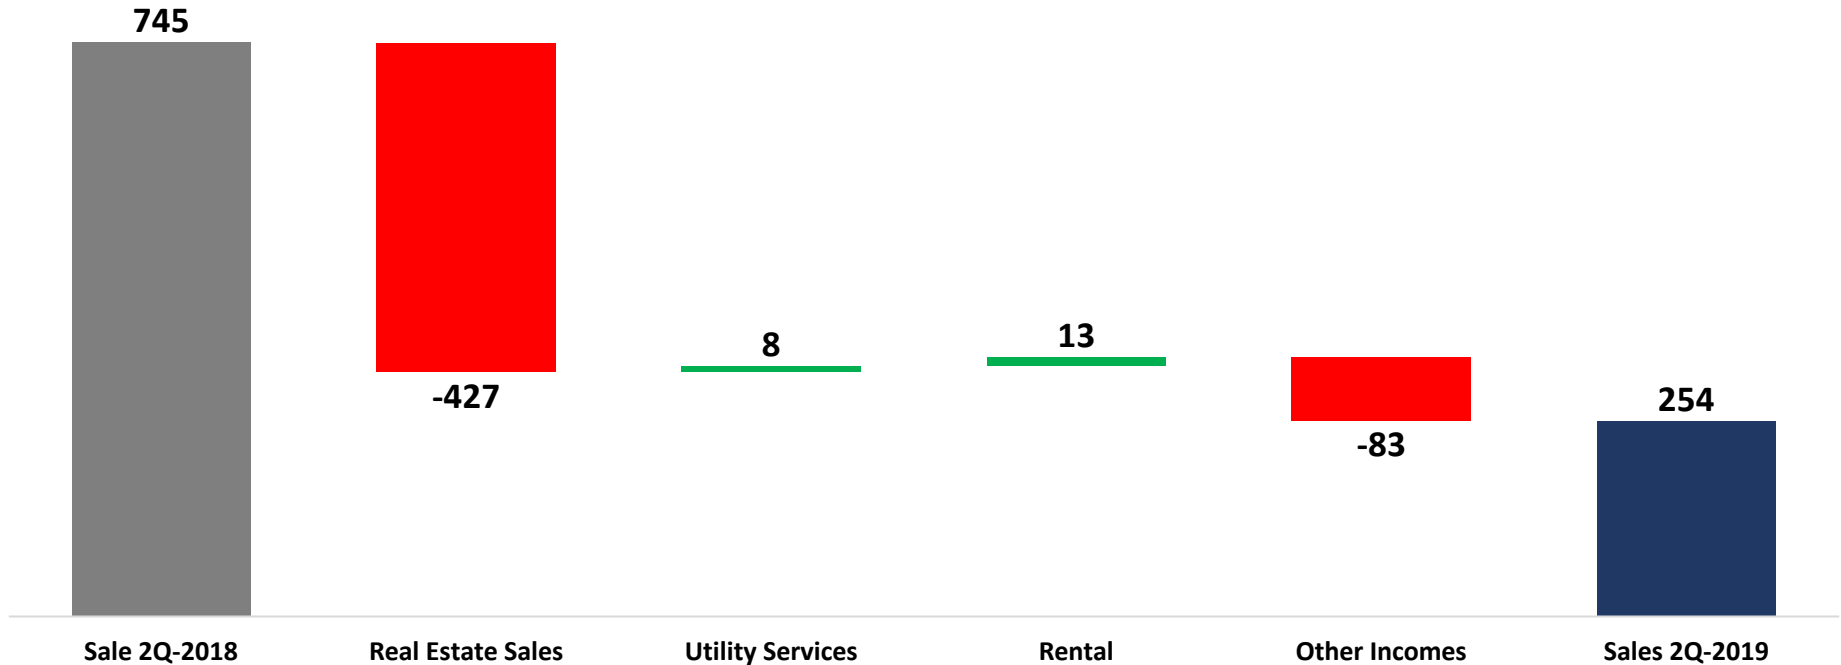 745
-427
8
13
-83
254
Sale 2Q-2018
Real Estate Sales
Utility Services
Rental
Other Incomes
Sales 2Q-2019